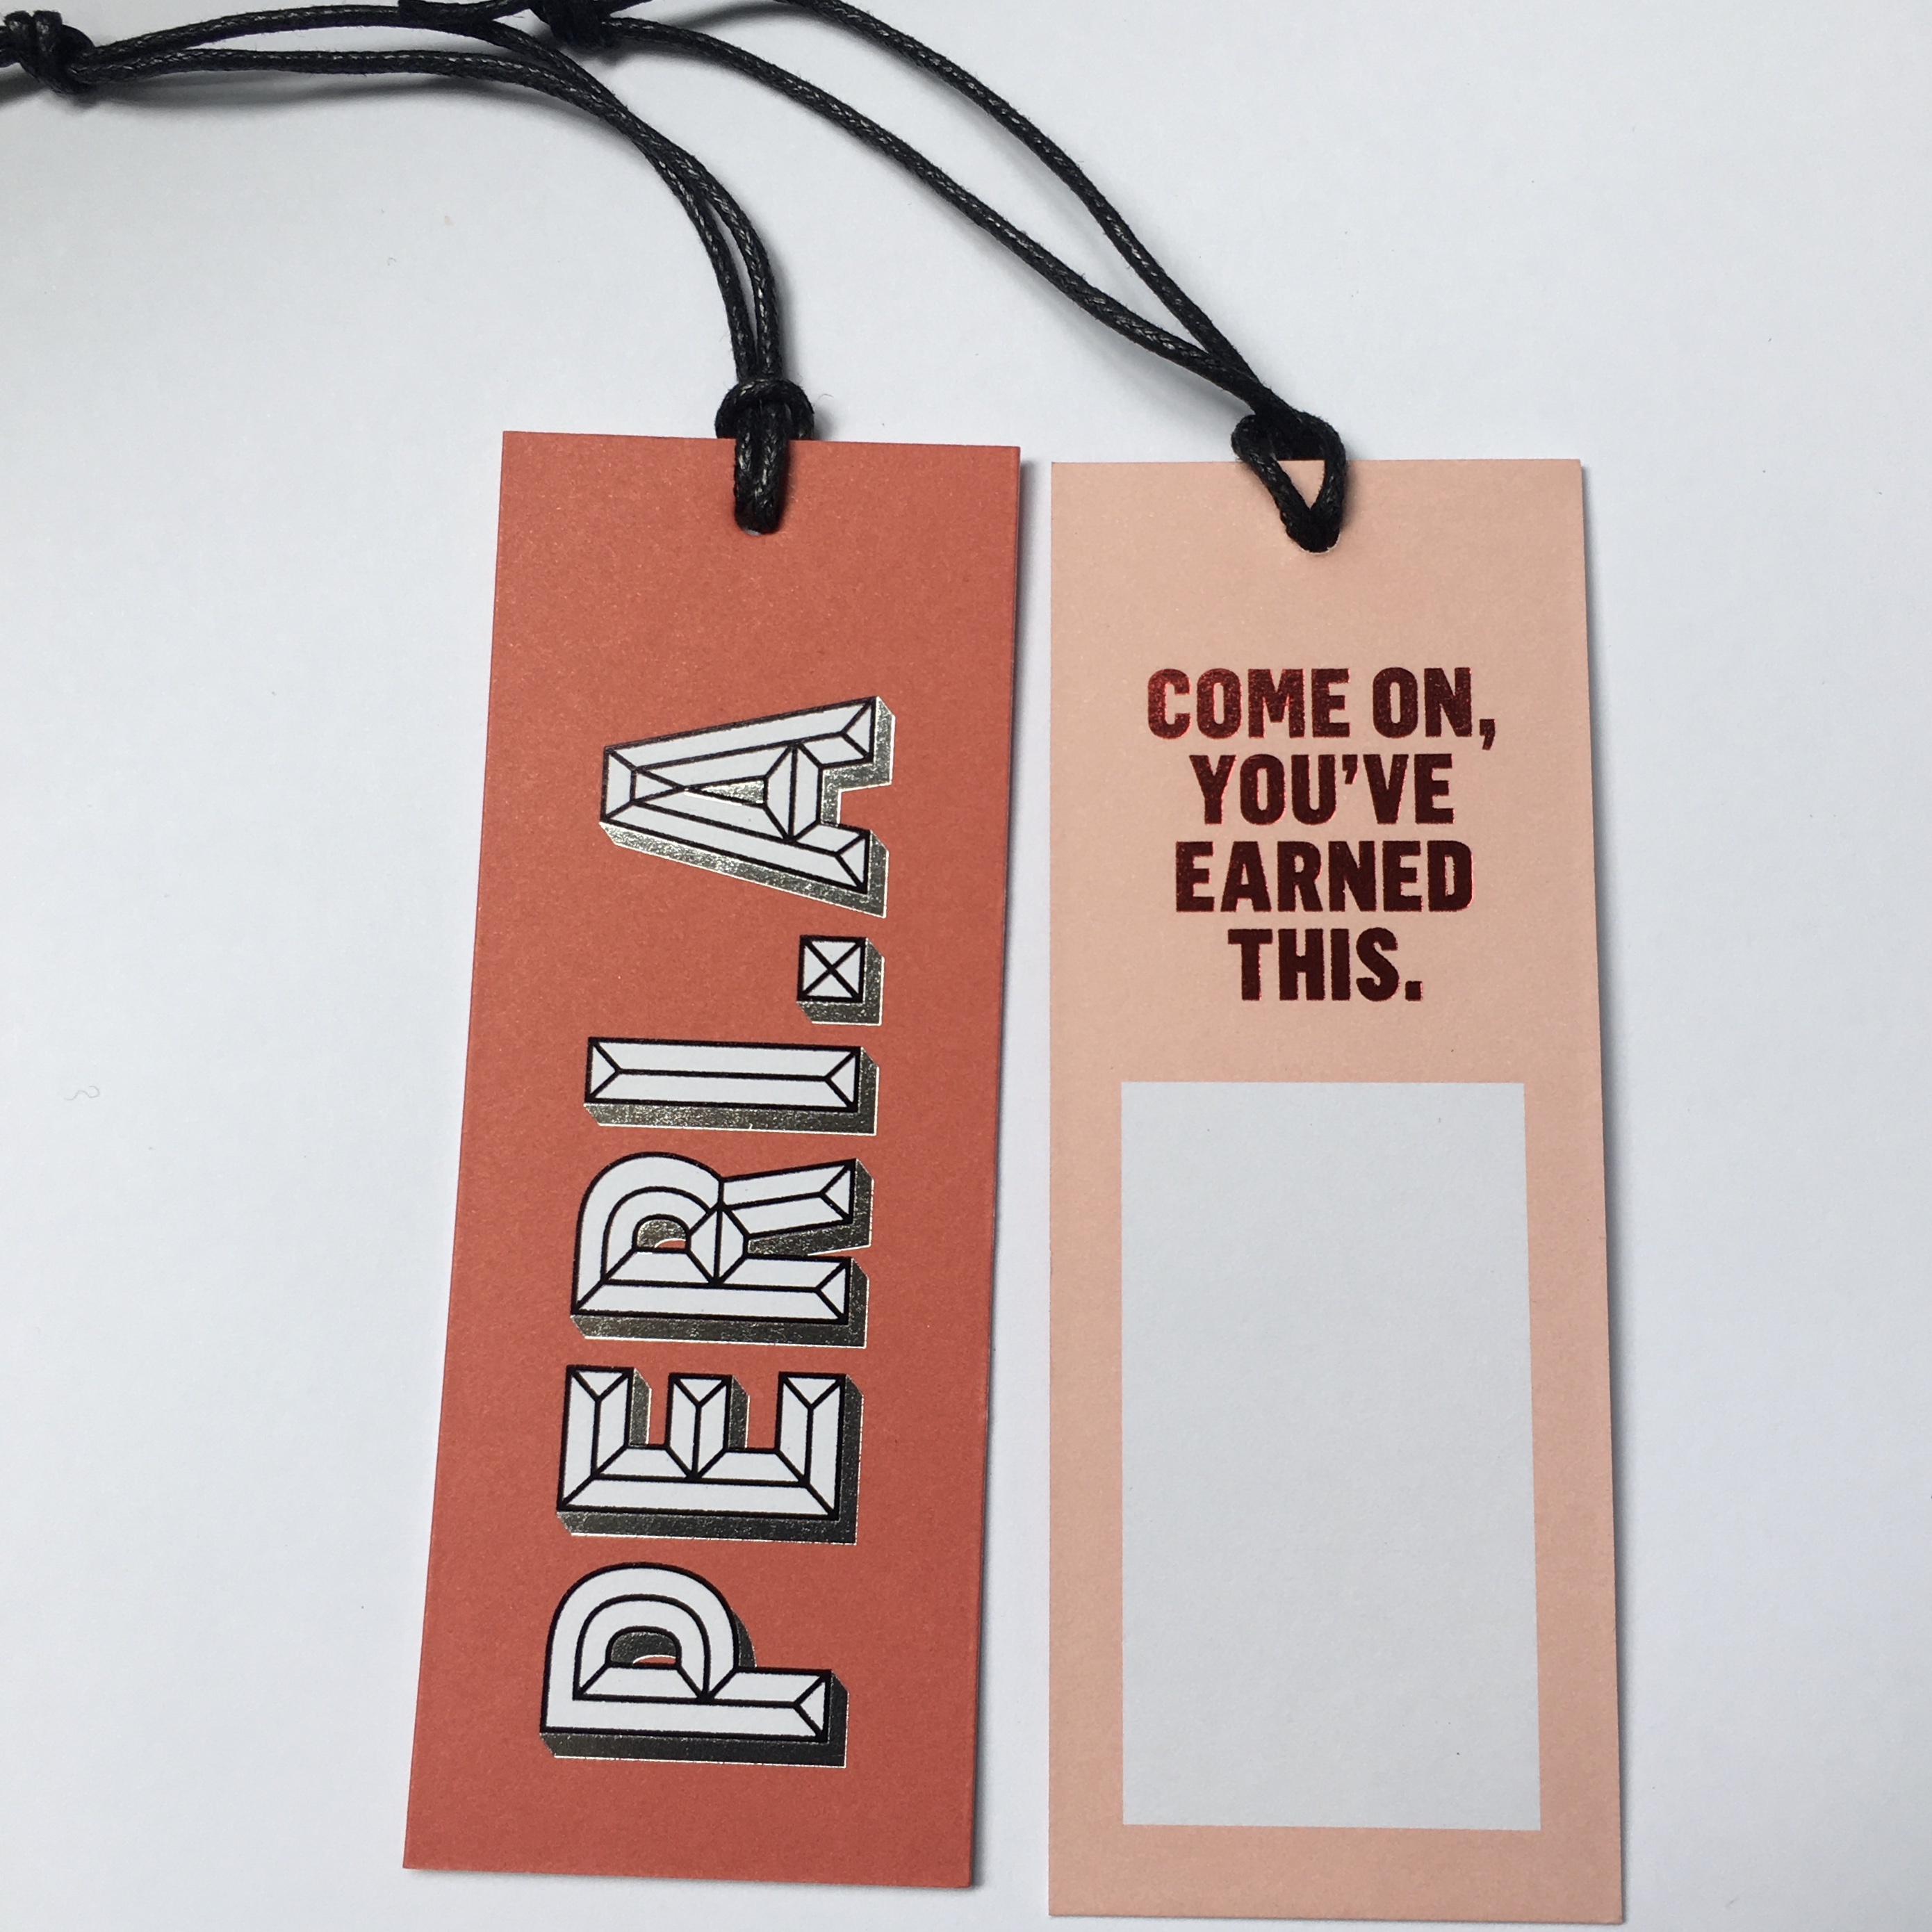 PERI.A
COME ON,
YOU'VE
EARNED
THIS.